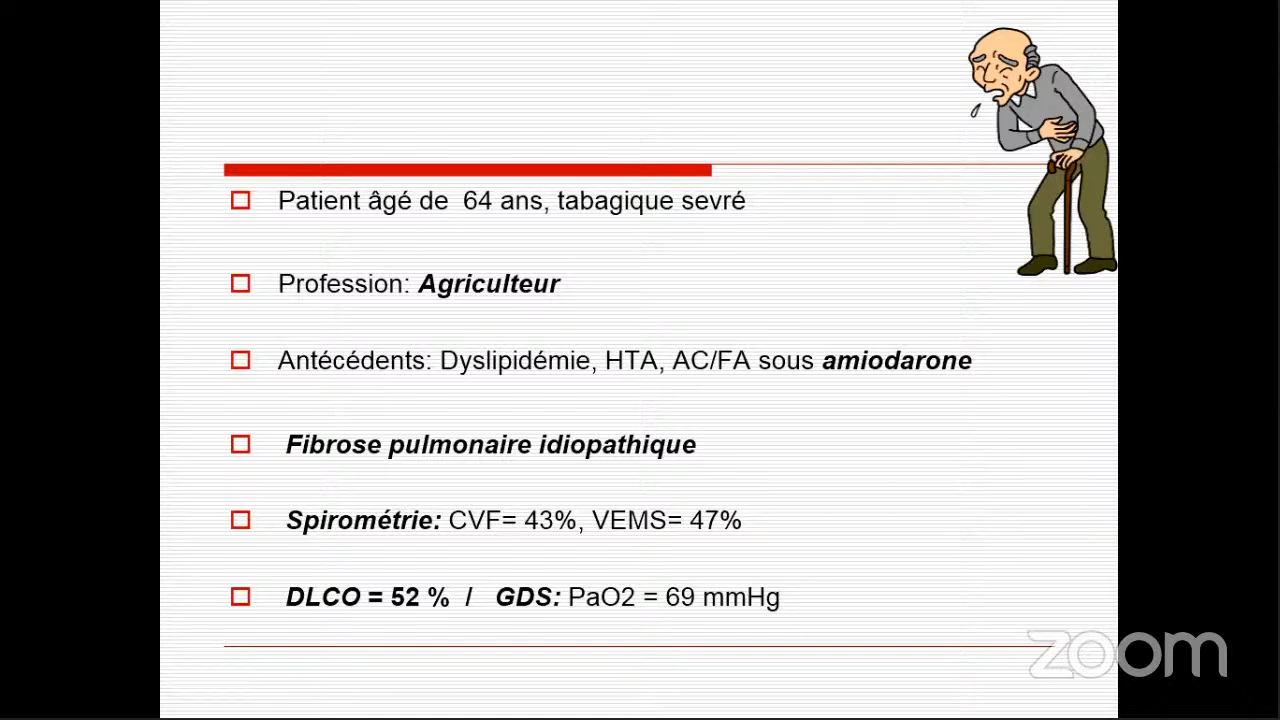 Patient âgé de 64 ans, tabagique sevré
Profession: Agriculteur
Antécédents: Dyslipidémie, HTA, AC/FA sous amiodarone
Fibrose pulmonaire idiopathique
Spirométrie: CVF= 43%, VEMS= 47%
DLCO = 52 % / GDS: PaO2 = 69 mmHg
zoom